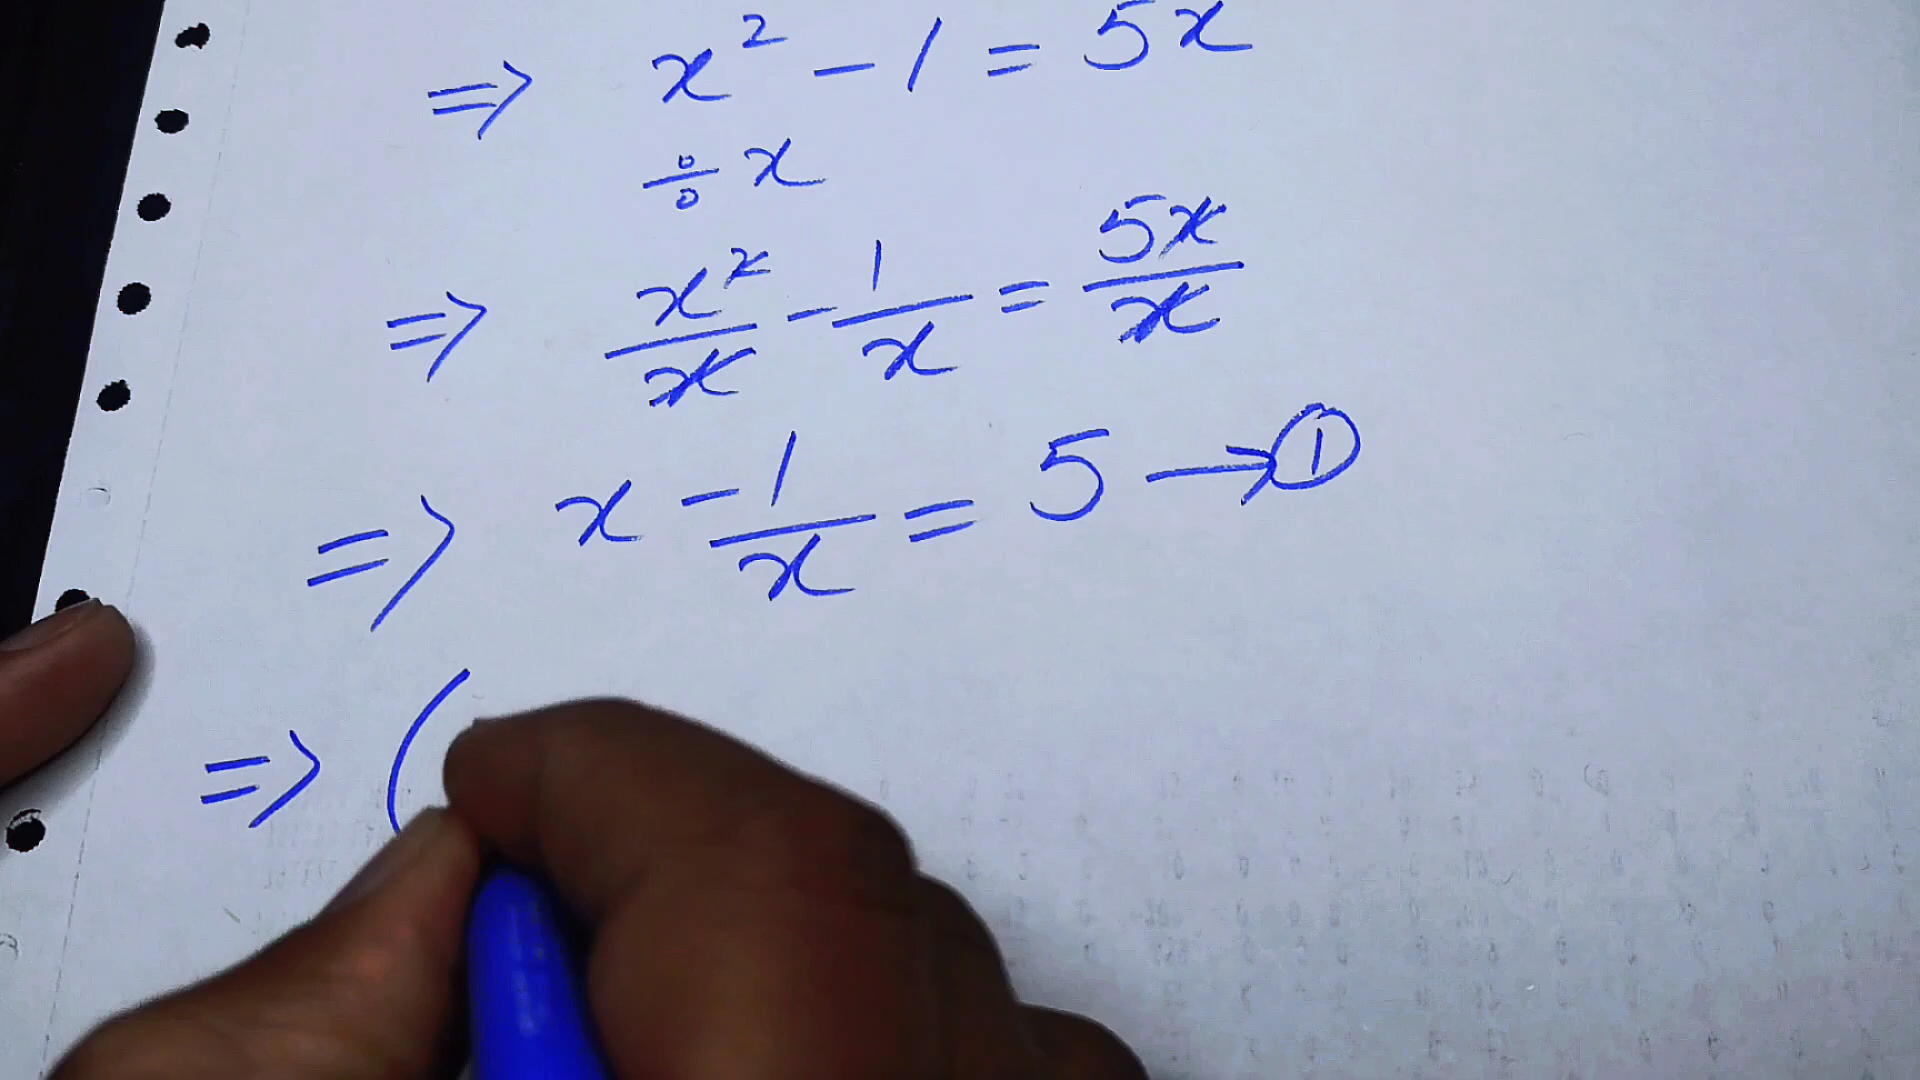 => x² - 1 = 5x
÷ x
=> x²/x - 1/x = 5x/x
=> x - 1/x = 5 → ①
=> (